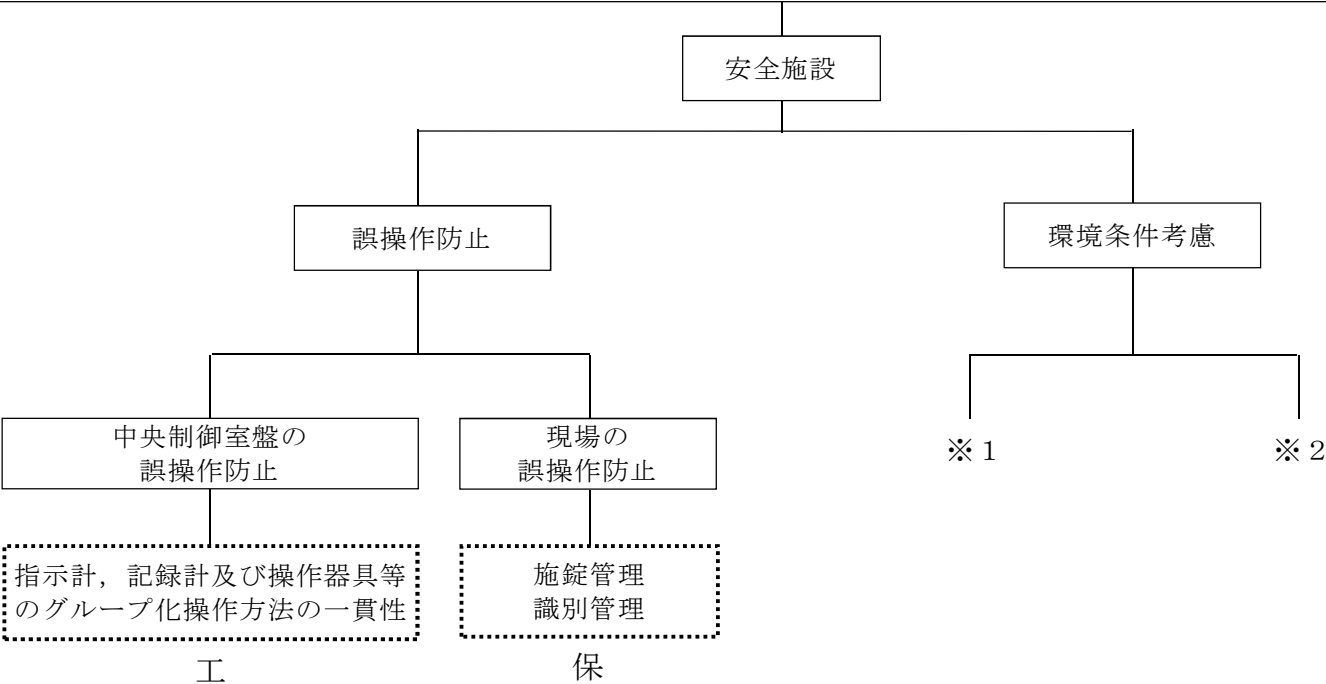 安全施設
誤操作防止
環境条件考慮
中央制御室盤の
誤操作防止
現場の
誤操作防止
※1
※2
指示計，記録計及び操作器具等
のグループ化操作方法の一貫性
施錠管理
識別管理
工
保